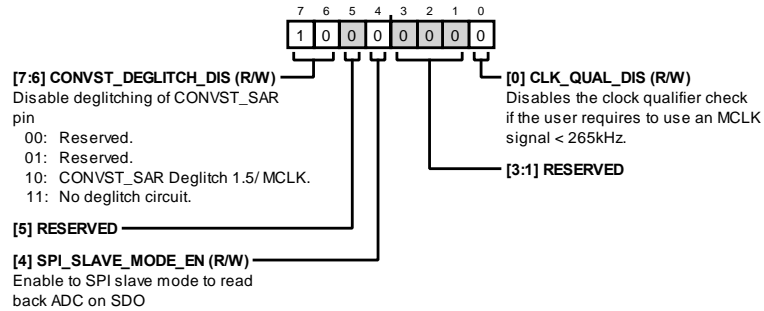 7 6 5 4 3 2 1 0
1 0 0 0 0 0 0 0
[7:6] CONVST_DEGLITCH_DIS (R/W)
Disable deglitching of CONVST_SAR
pin
00: Reserved.
01: Reserved.
10: CONVST_SAR Deglitch 1.5/ MCLK.
11: No deglitch circuit.
[5] RESERVED
[4] SPI_SLAVE_MODE_EN (R/W)
Enable to SPI slave mode to read
back ADC on SDO
[0] CLK_QUAL_DIS (R/W)
Disables the clock qualifier check
if the user requires to use an MCLK
signal < 265kHz.
[3:1] RESERVED